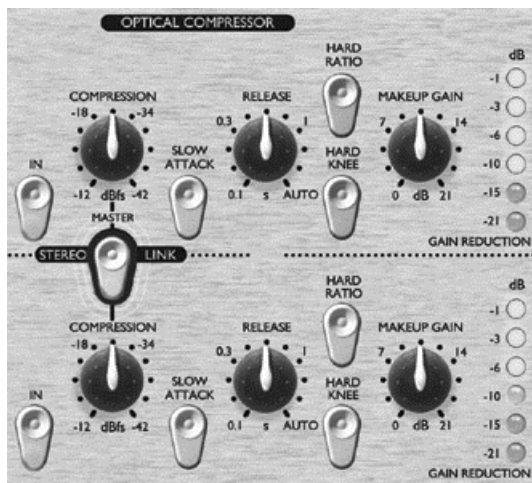 OPTICAL COMPRESSOR
HARD
RATIO
dB
-1
COMPRESSION
RELEASE
MAKEUP GAIN
-3
-18
-34
0.3
1
7
14
-6
IN
SLOW
ATTACK
HARD
KNEE
-10
-12 dBfs -42
0.1 s AUTO
0 dB 21
-15
MASTER
-21
GAIN REDUCTION
STEREO LINK
HARD
RATIO
dB
-1
COMPRESSION
RELEASE
MAKEUP GAIN
-3
-18
-34
0.3
1
7
14
-6
IN
SLOW
ATTACK
HARD
KNEE
-10
-12 dBfs -42
0.1 s AUTO
0 dB 21
-15
-21
GAIN REDUCTION